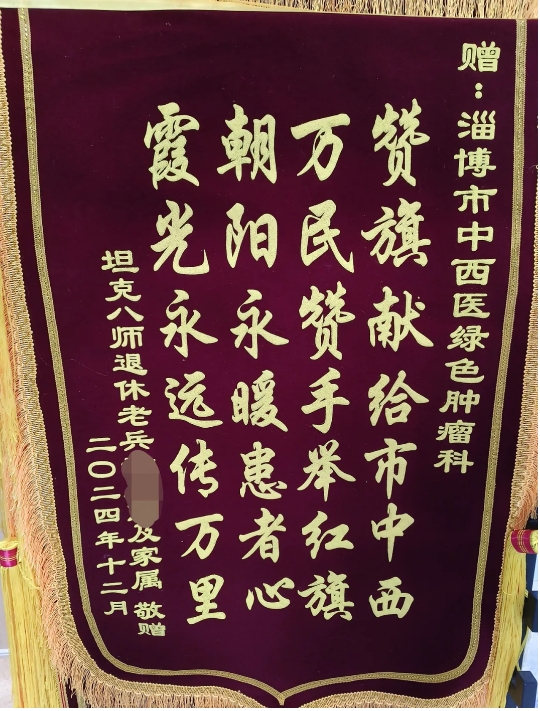 赠：淄博市中西医绿色肿瘤科
赞旗献给市中西
万民赞手举红旗
朝阳永暖患者心
霞光永远传万里
坦克八师退休老兵及家属 敬赠
二〇二四年十二月